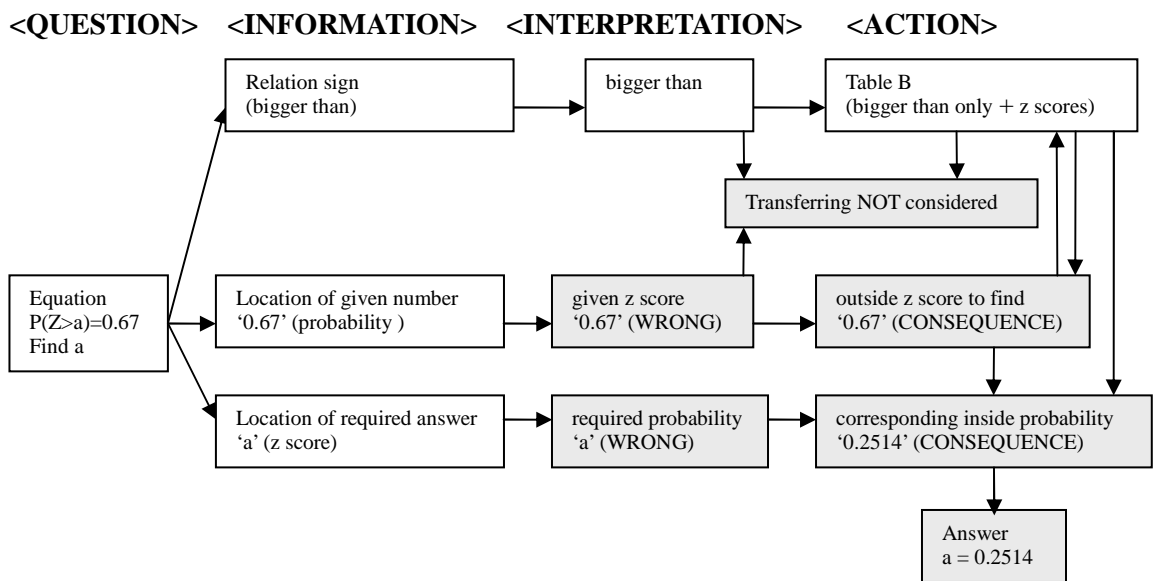 <QUESTION> <INFORMATION> <INTERPRETATION> <ACTION>
Relation sign
(bigger than)
bigger than
Table B
(bigger than only + z scores)
Transferring NOT considered
Equation
P(Z>a)=0.67
Find a
Location of given number
‘0.67’ (probability )
given z score
‘0.67’ (WRONG)
outside z score to find
‘0.67’ (CONSEQUENCE)
Location of required answer
‘a’ (z score)
required probability
‘a’ (WRONG)
corresponding inside probability
‘0.2514’ (CONSEQUENCE)
Answer
a = 0.2514